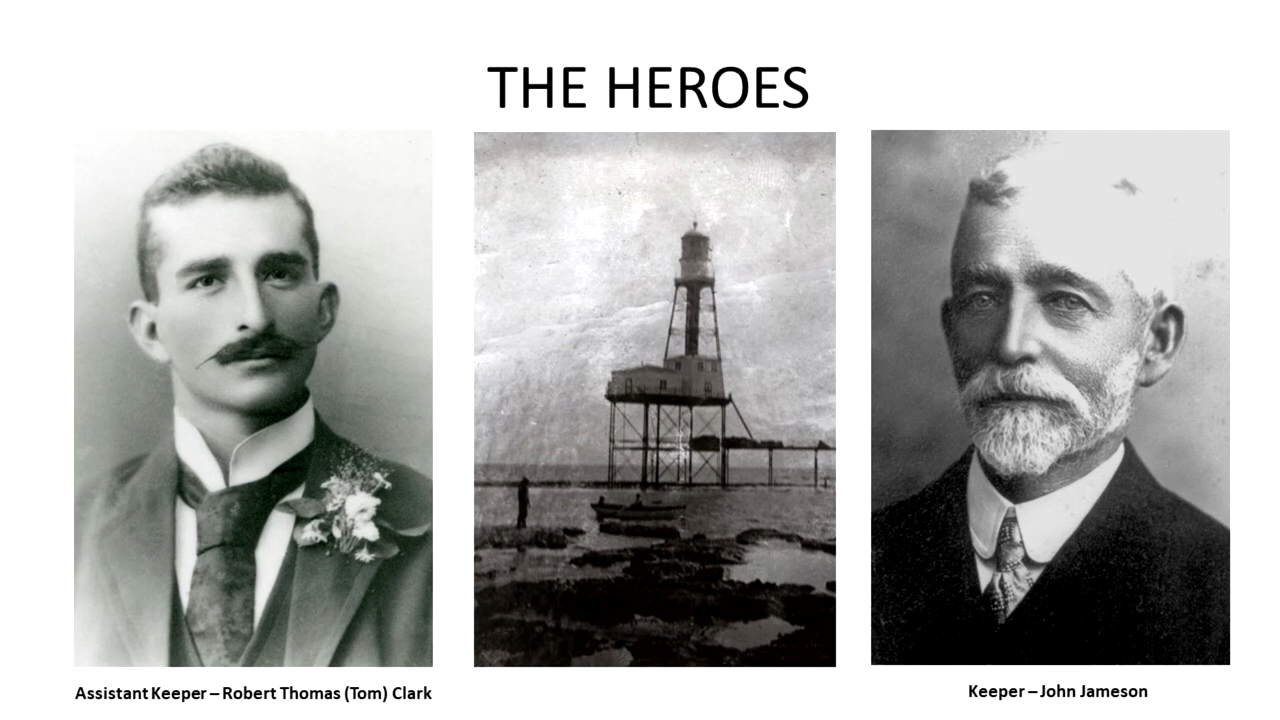 THE HEROES
Assistant Keeper – Robert Thomas (Tom) Clark
Keeper – John Jameson